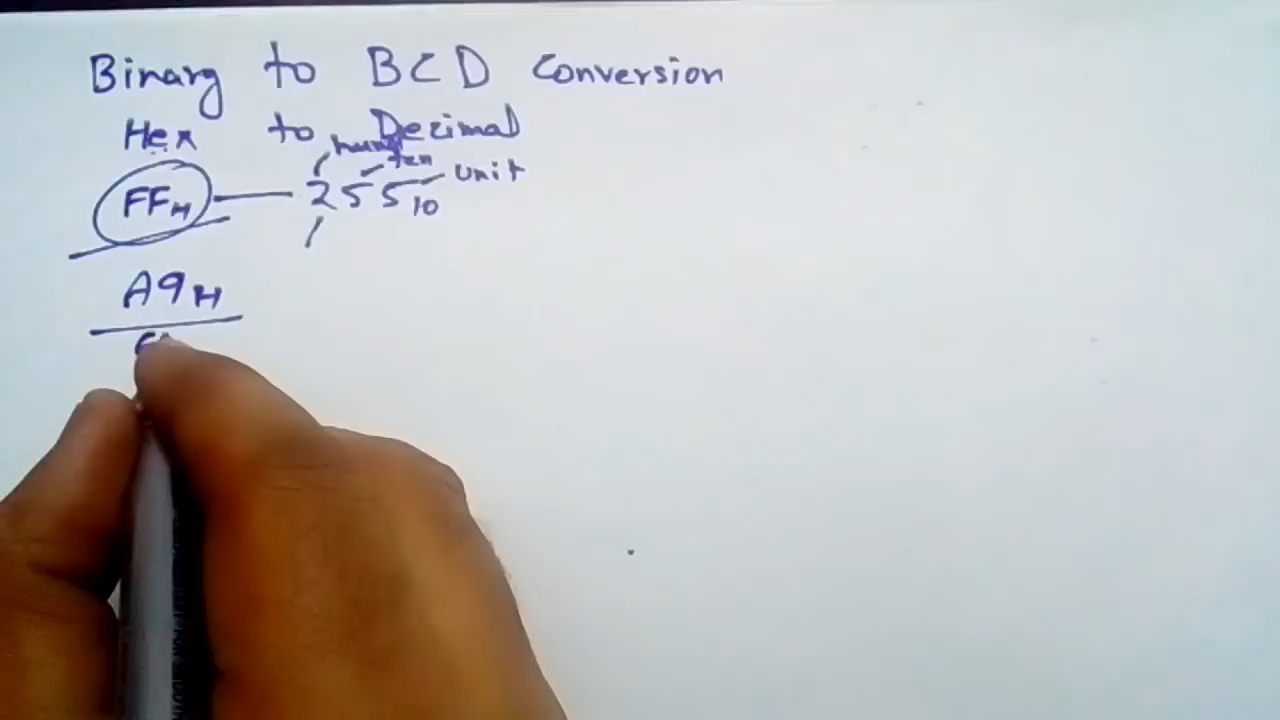 Binary to BCD Conversion
Hex to Decimal
hund ten unit
FFH — 25510
A9H